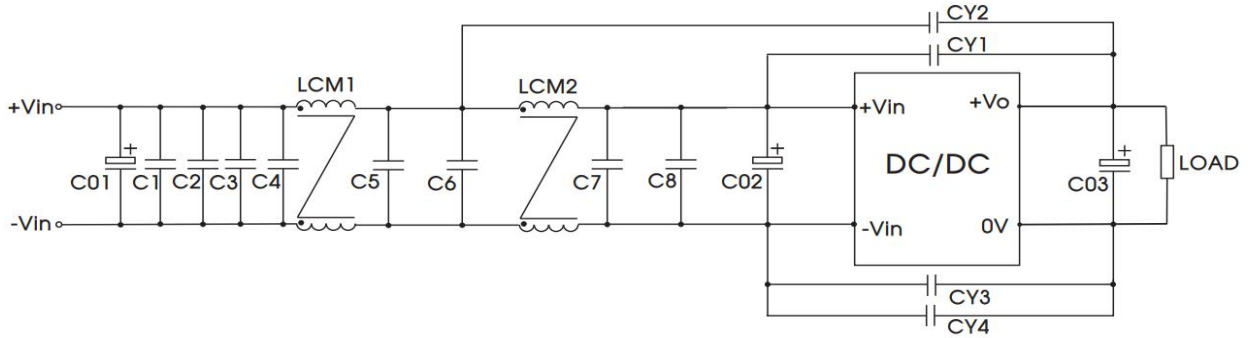 CY2
CY1
LCM1
LCM2
+Vin
+Vin
+Vo
+
+
+
DC/DC
C01
C1
C2
C3
C4
C5
C6
C7
C8
C02
C03
LOAD
-Vin
-Vin
0V
CY3
CY4